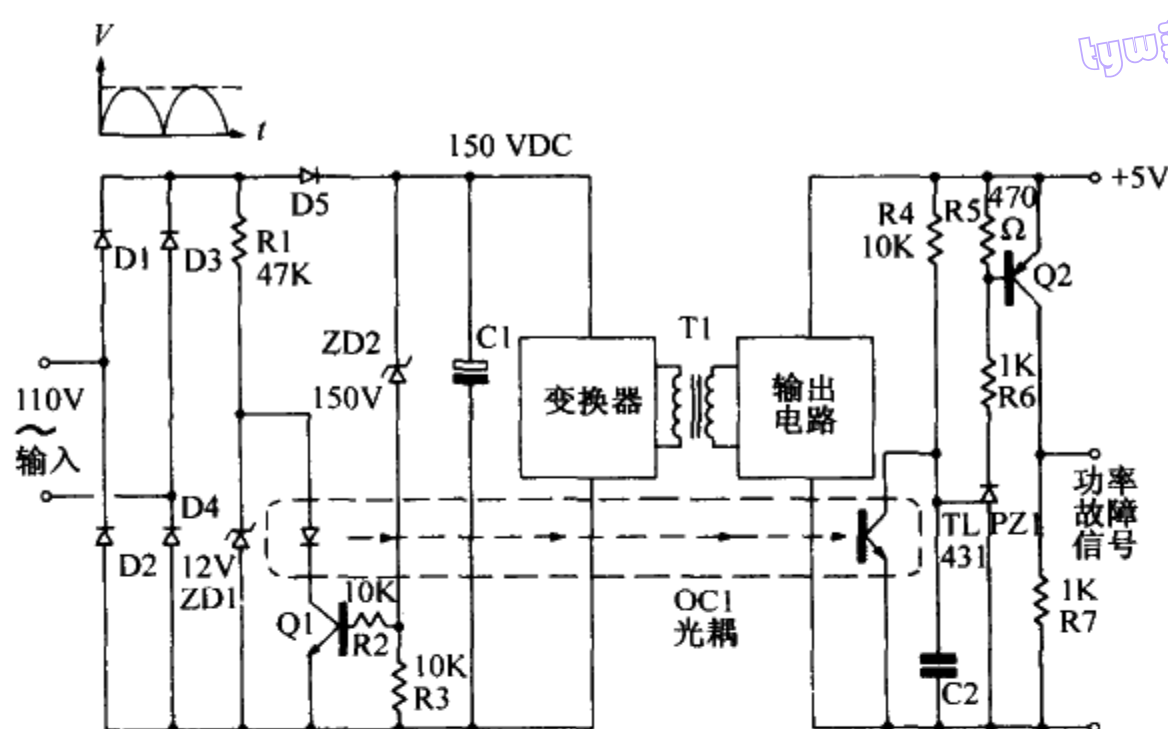 V
t
150 VDC
D5
D1
D3
R1
47K
ZD2
150V
C1
T1
变换器
输出
电路
R4
10K
R5
470
Ω
Q2
+5V
1K
R6
110V
~
输入
D4
D2
12V
ZD1
Q1
10K
R2
10K
R3
OC1
光耦
TL
431
PZ1
C2
功率
故障
信号
1K
R7